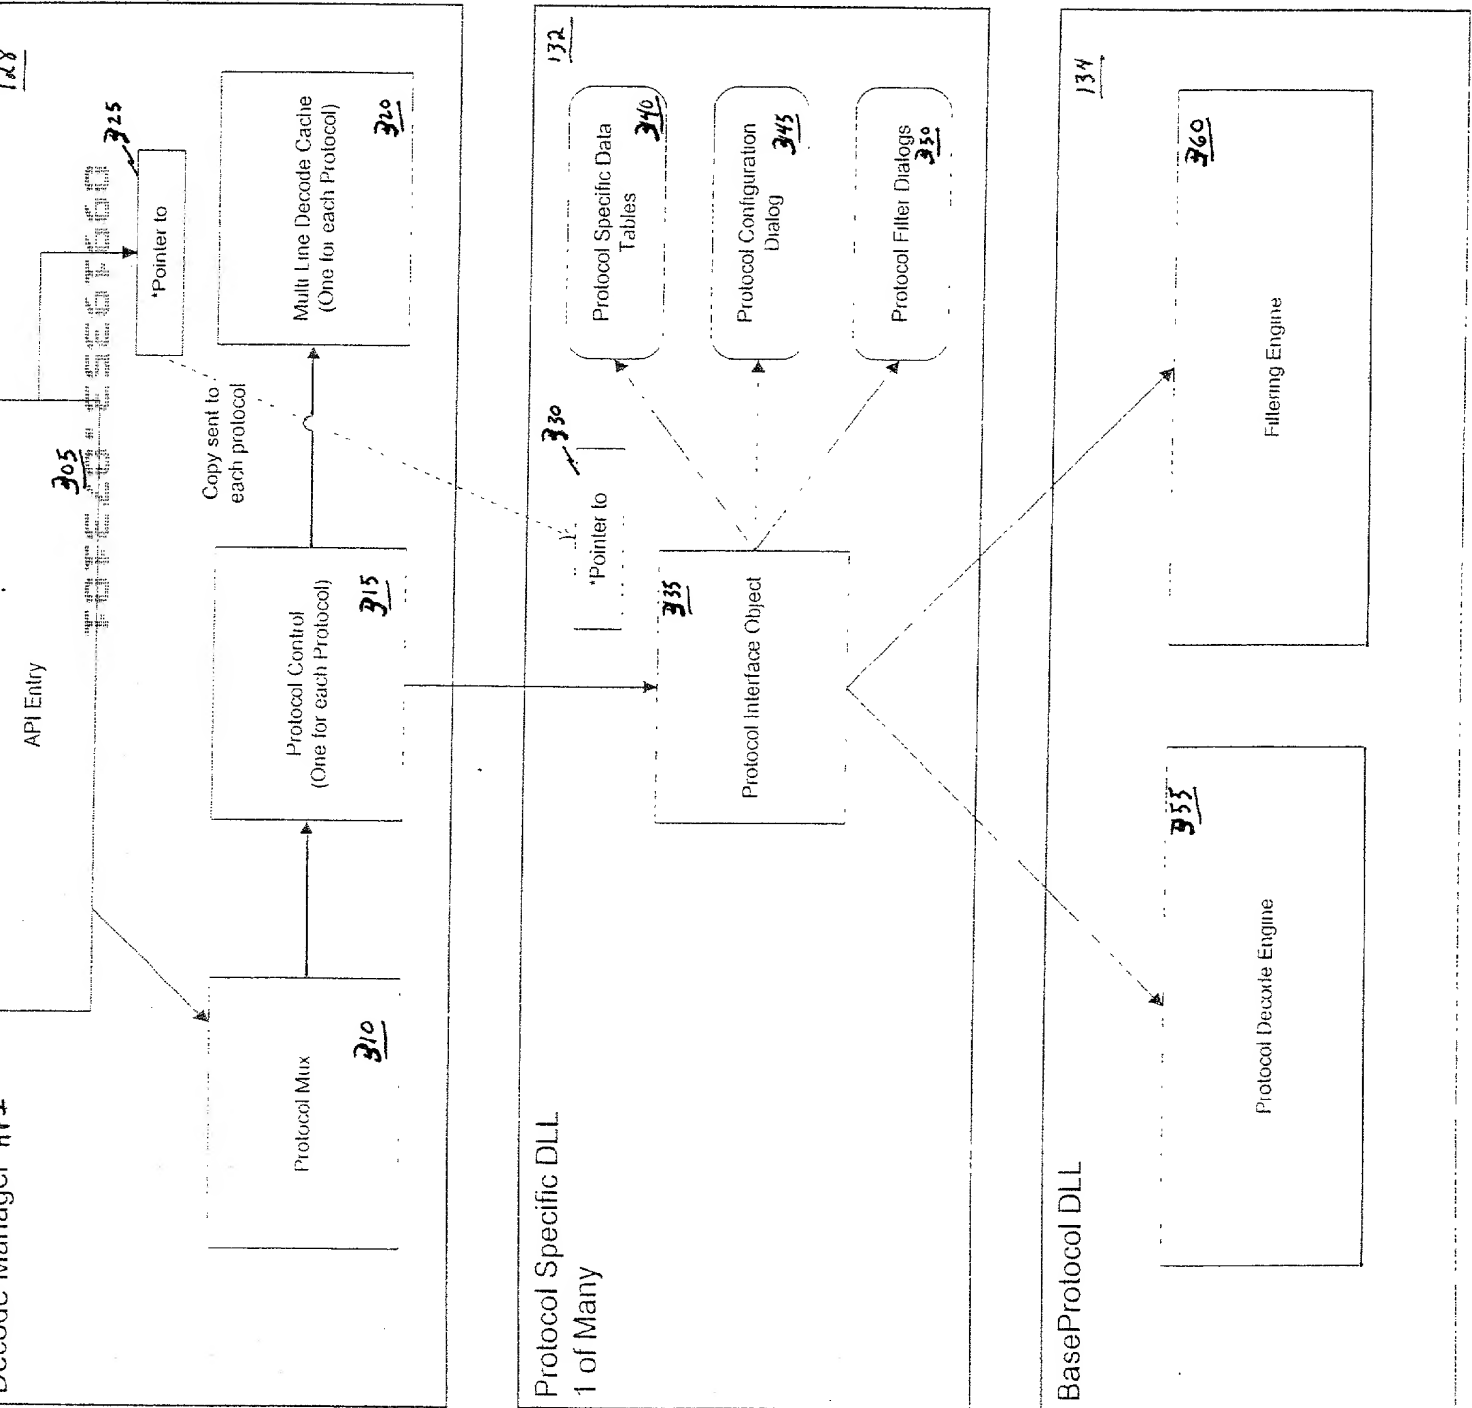 Decode Manager API
128
API Entry
305
325
*Pointer to
Protocol Mux
310
Protocol Control
(One for each Protocol)
315
Copy sent to
each protocol
Multi Line Decode Cache
(One for each Protocol)
320
Protocol Specific DLL
1 of Many
132
330
*Pointer to
335
Protocol Interface Object
Protocol Specific Data
Tables
340
Protocol Configuration
Dialog
345
Protocol Filter Dialogs
350
BaseProtocol DLL
134
355
Protocol Decode Engine
360
Filtering Engine